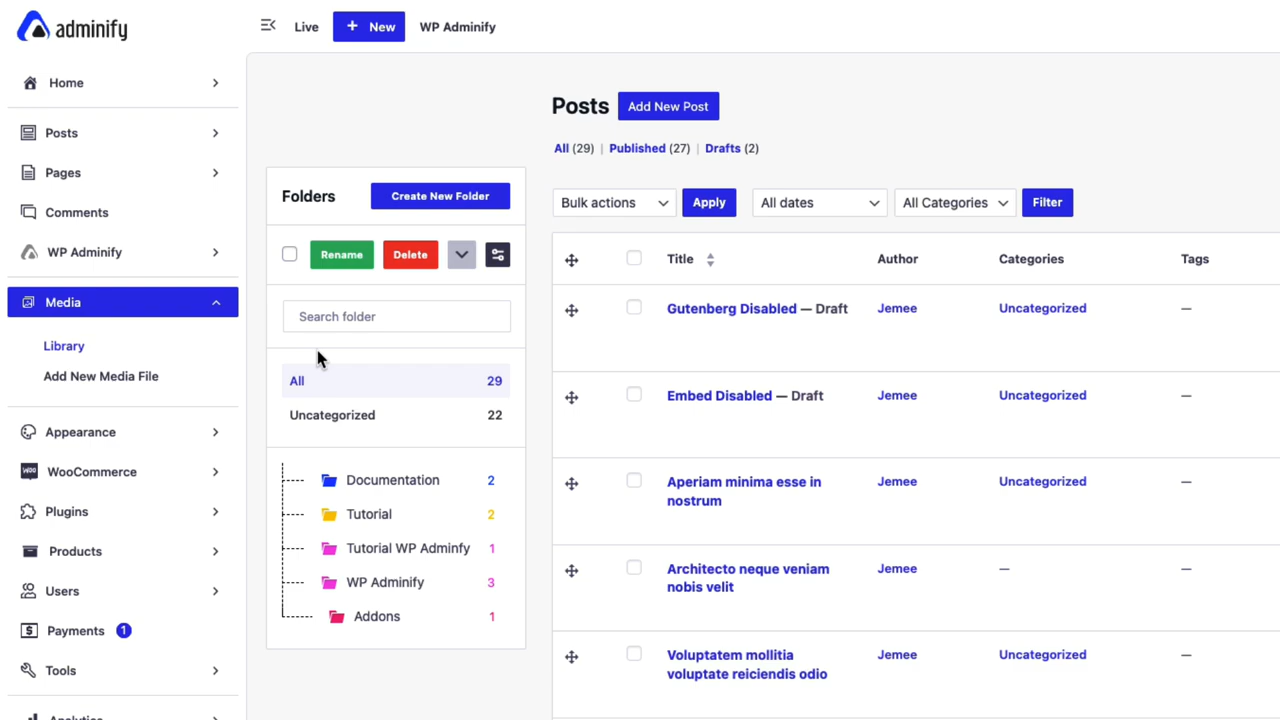 adminify
Live
+ New
WP Adminify
Home
Posts
Pages
Comments
WP Adminify
Media
Library
Add New Media File
Appearance
WOO WooCommerce
Plugins
Products
Users
Payments 1
Tools
Analytics
Folders
Create New Folder
Rename
Delete
Search folder
All 29
Uncategorized 22
Documentation 2
Tutorial 2
Tutorial WP Adminfy 1
WP Adminify 3
Addons 1
Posts
Add New Post
All (29) | Published (27) | Drafts (2)
Bulk actions Apply All dates All Categories Filter
Title Author Categories Tags
Gutenberg Disabled — Draft Jemee Uncategorized —
Embed Disabled — Draft Jemee Uncategorized —
Aperiam minima esse in Jemee Uncategorized —
nostrum
Architecto neque veniam Jemee — —
nobis velit
Voluptatem mollitia Jemee Uncategorized —
voluptate reiciendis odio